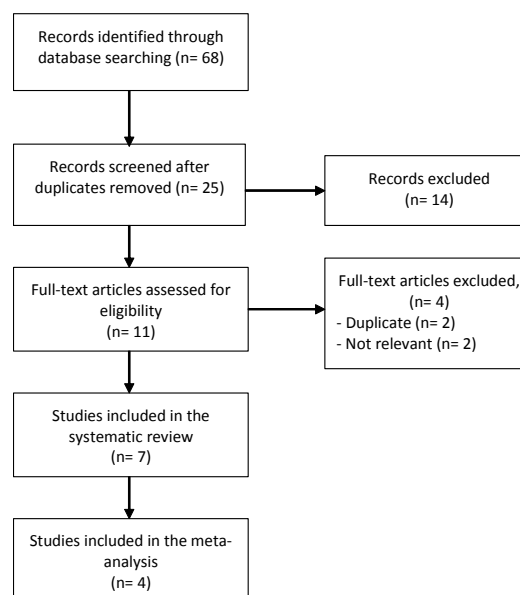 Records identified through
database searching (n= 68)
Records screened after
duplicates removed (n= 25)
Records excluded
(n= 14)
Full-text articles assessed for
eligibility
(n= 11)
Full-text articles excluded,
(n= 4)
- Duplicate (n= 2)
- Not relevant (n= 2)
Studies included in the
systematic review
(n= 7)
Studies included in the meta-
analysis
(n= 4)